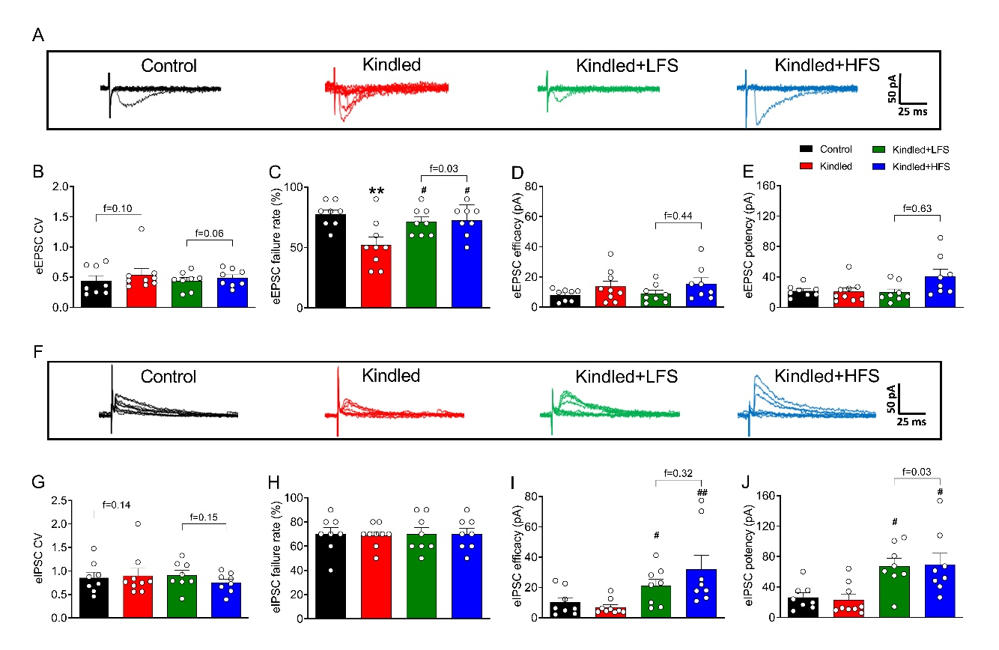 A
Control
Kindled
Kindled+LFS
Kindled+HFS
50 pA
25 ms
Control
Kindled+LFS
Kindled
Kindled+HFS
B
eEPSC CV
2.0
1.5
1.0
0.5
0.0
f=0.10
f=0.06
C
eEPSC failure rate (%)
100
50
0
**
#
#
f=0.03
D
eEPSC efficacy (pA)
80
60
40
20
0
f=0.44
E
eEPSC potency (pA)
160
120
80
40
0
f=0.63
F
Control
Kindled
Kindled+LFS
Kindled+HFS
50 pA
25 ms
G
eIPSC CV
2.5
2.0
1.5
1.0
0.5
0.0
f=0.14
f=0.15
H
eIPSC failure rate (%)
100
80
60
40
20
0
I
eIPSC efficacy (pA)
80
60
40
20
0
f=0.32
#
##
J
eIPSC potency (pA)
160
120
80
40
0
f=0.03
#
#